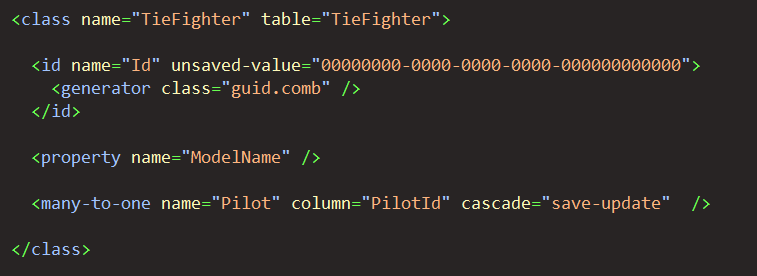 <class name="TieFighter" table="TieFighter">
<id name="Id" unsaved-value="00000000-0000-0000-0000-000000000000">
<generator class="guid.comb" />
</id>
<property name="ModelName" />
<many-to-one name="Pilot" column="PilotId" cascade="save-update"  />
</class>